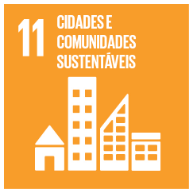 11 CIDADES E
COMUNIDADES
SUSTENTÁVEIS